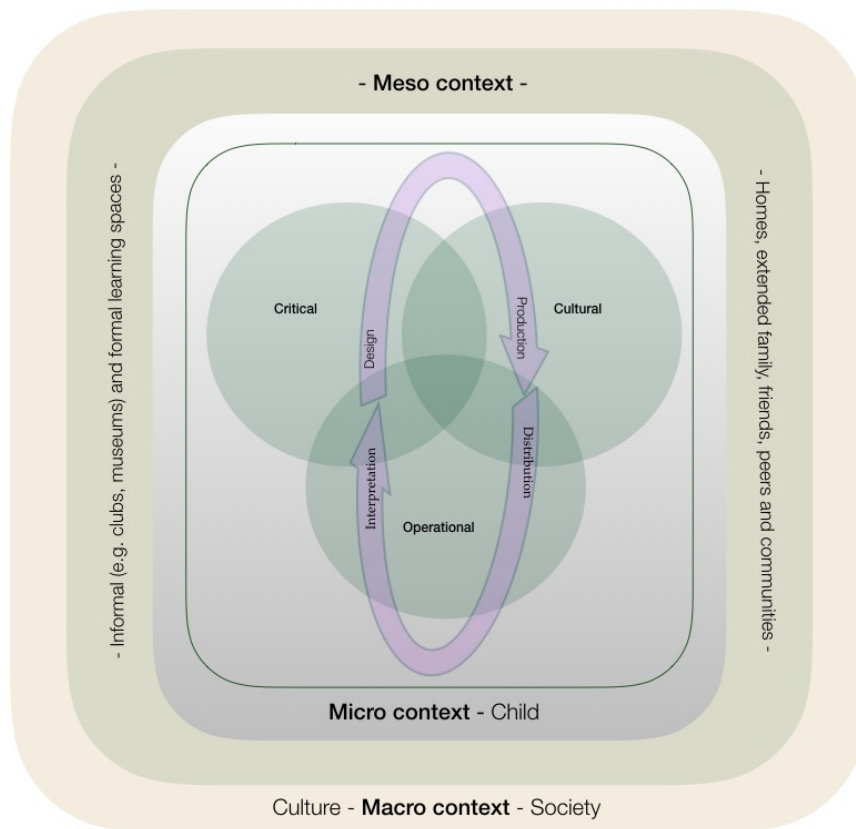 - Meso context -
- Informal (e.g. clubs, museums) and formal learning spaces -
- Homes, extended family, friends, peers and communities -
Critical
Cultural
Design
Production
Interpretation
Distribution
Operational
Micro context - Child
Culture - Macro context - Society